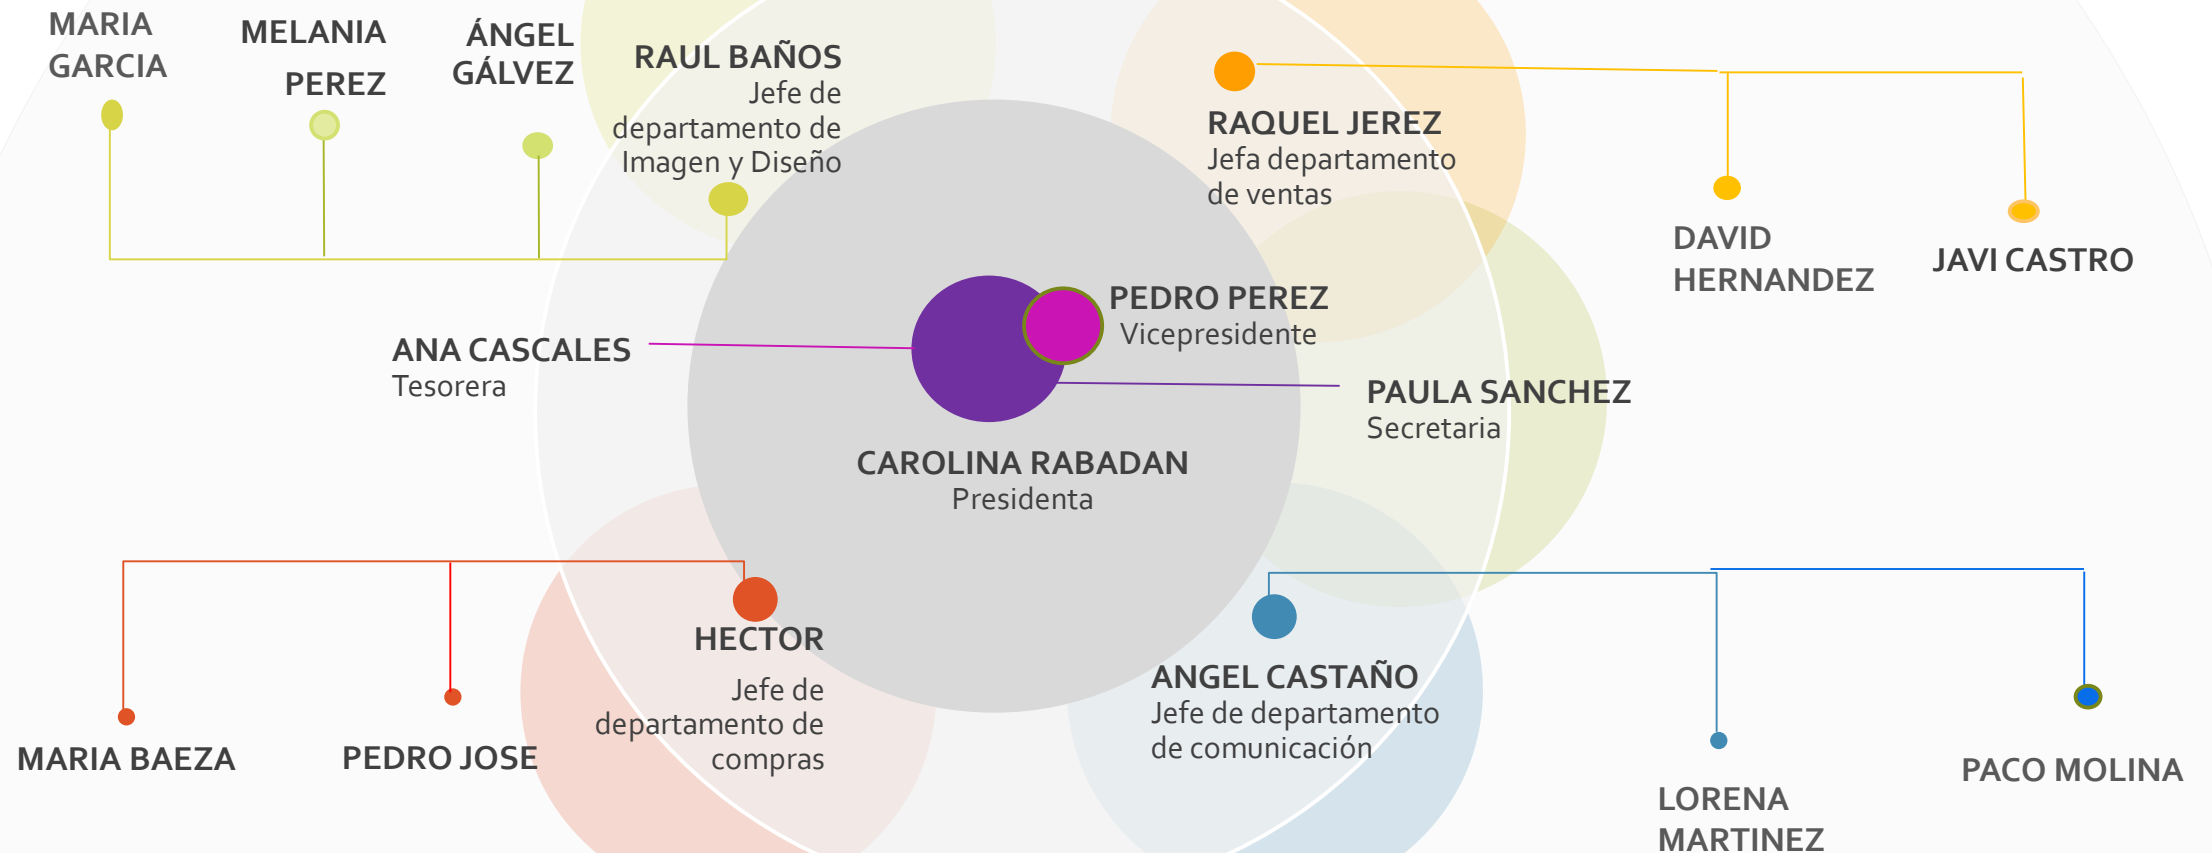 MARIA
GARCIA
MELANIA
PEREZ
ÁNGEL
GÁLVEZ
RAUL BAÑOS
Jefe de
departamento de
Imagen y Diseño
RAQUEL JEREZ
Jefa departamento
de ventas
DAVID
HERNANDEZ
JAVI CASTRO
ANA CASCALES
Tesorera
PEDRO PEREZ
Vicepresidente
PAULA SANCHEZ
Secretaria
CAROLINA RABADAN
Presidenta
MARIA BAEZA
PEDRO JOSE
HECTOR
Jefe de
departamento de
compras
ANGEL CASTAÑO
Jefe de departamento
de comunicación
LORENA
MARTINEZ
PACO MOLINA